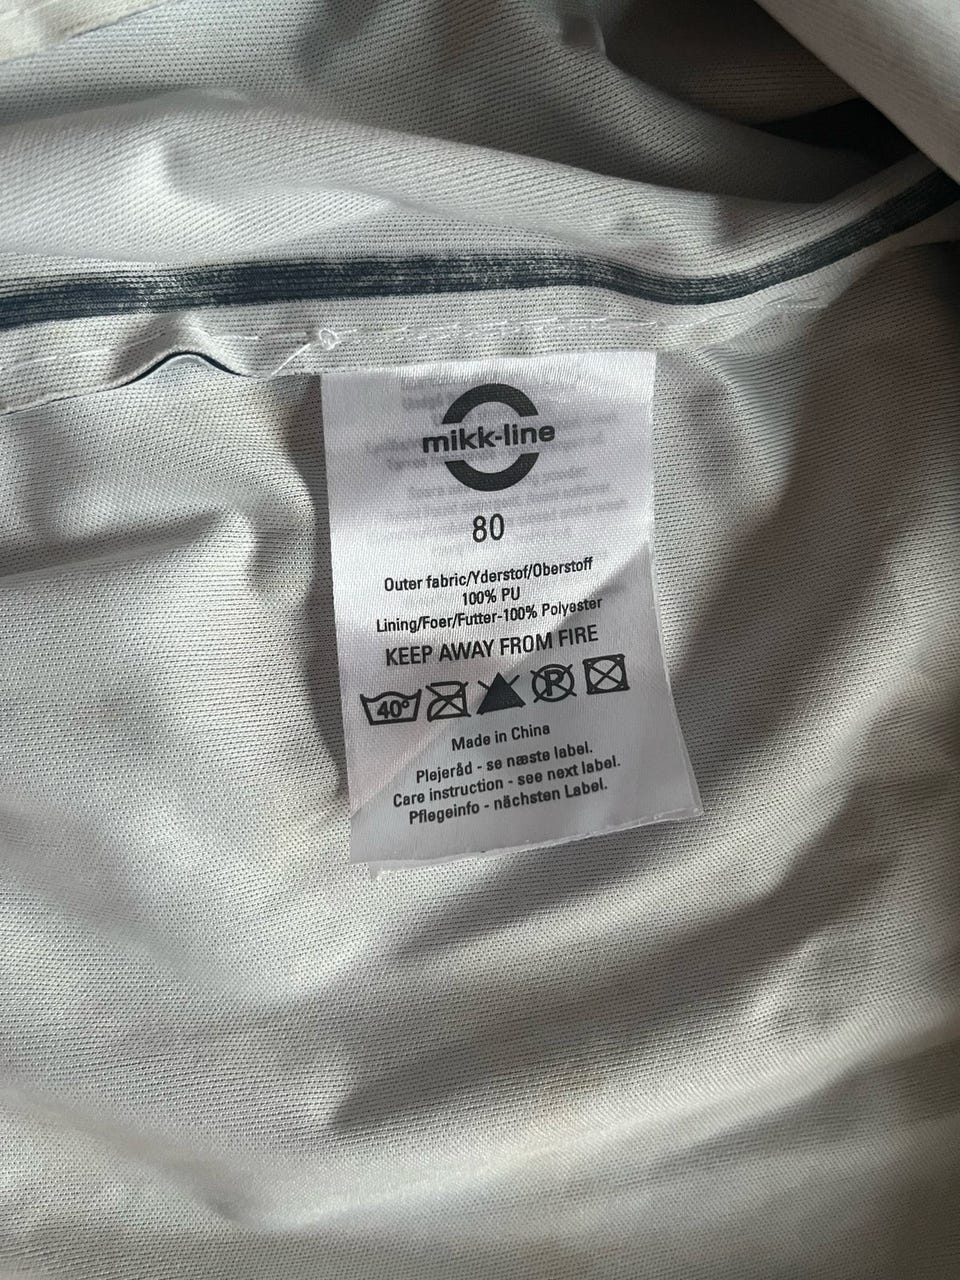 mikk-line
80
Outer fabric/Yderstof/Oberstoff
100% PU
Lining/Foer/Futter-100% Polyester
KEEP AWAY FROM FIRE
40° P
Made in China
Plejeråd - se næste label.
Care instruction - see next label.
Pflegeinfo - nächsten Label.